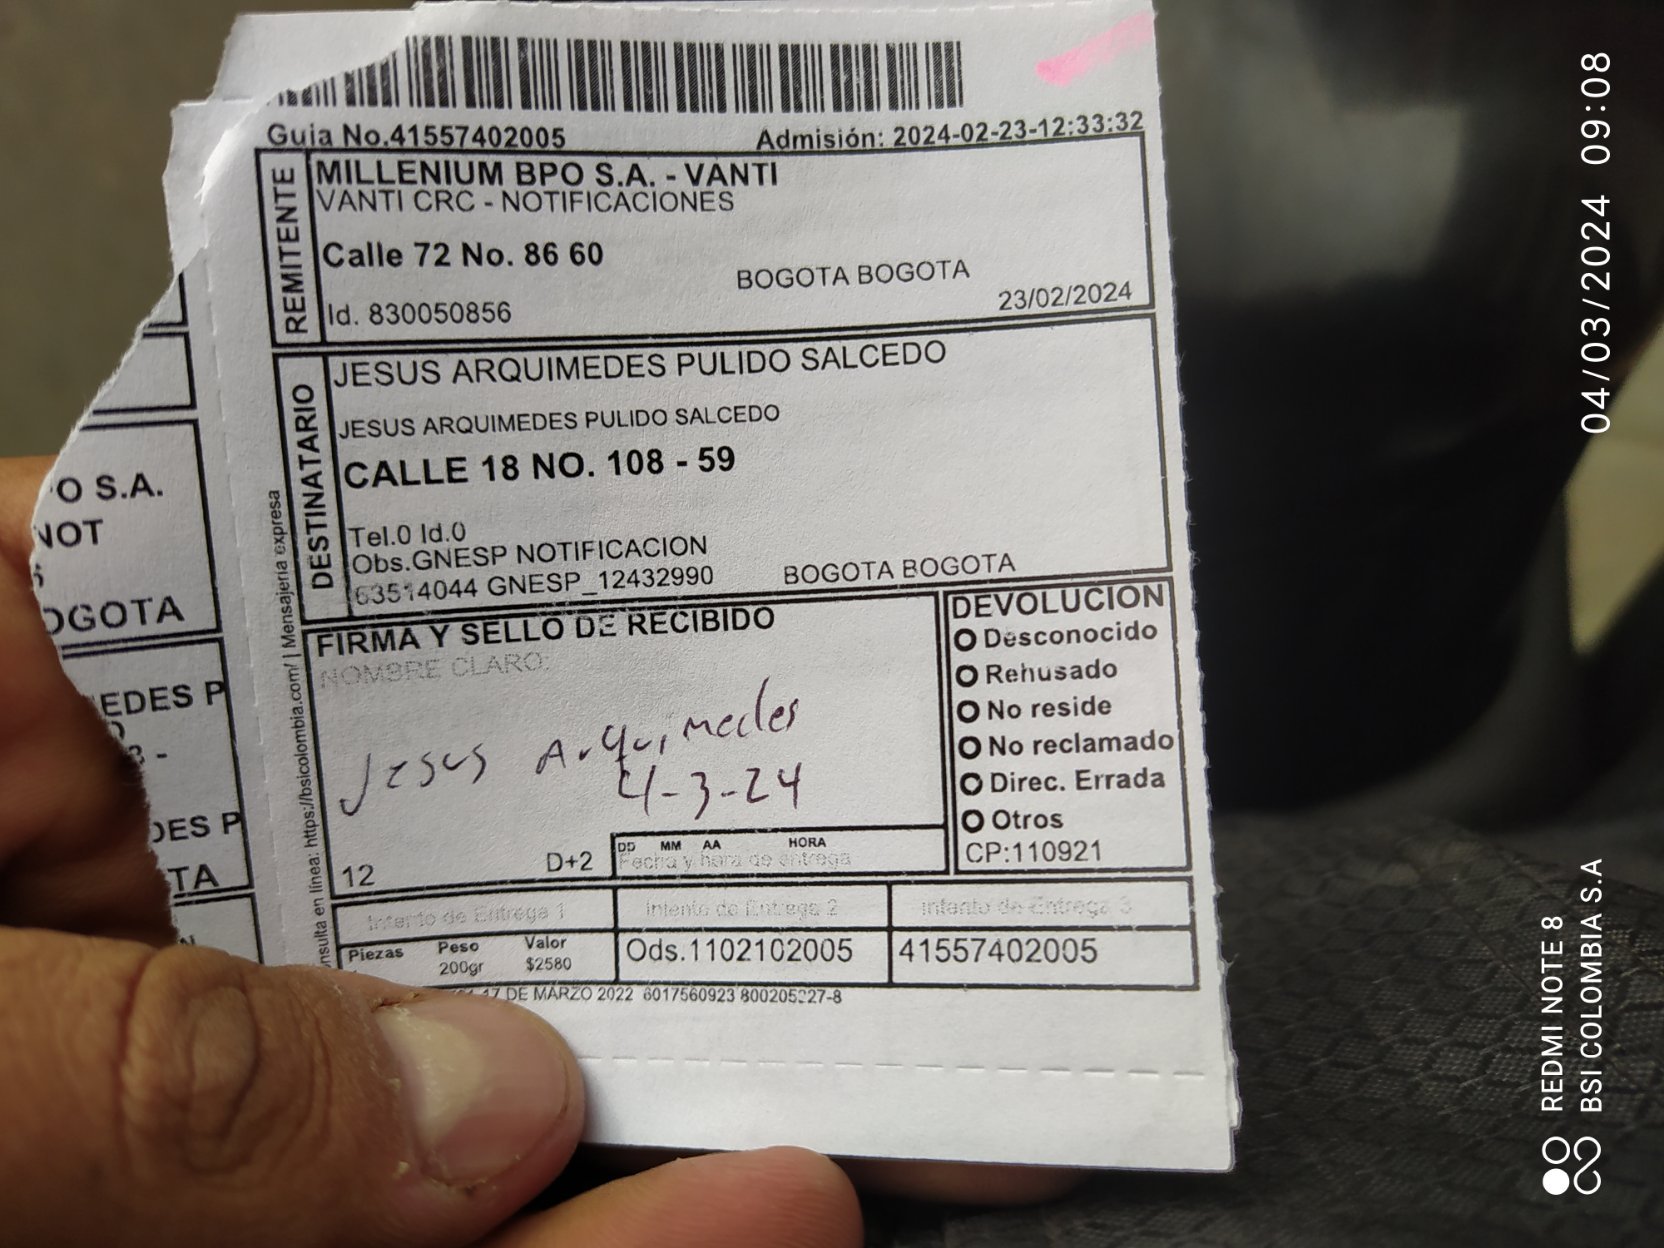 Guia No.41557402005 Admisión: 2024-02-23-12:33:32
REMITENTE
MILLENIUM BPO S.A. - VANTI
VANTI CRC - NOTIFICACIONES
Calle 72 No. 86 60
BOGOTA BOGOTA
Id. 830050856 23/02/2024
DESTINATARIO
JESUS ARQUIMEDES PULIDO SALCEDO
JESUS ARQUIMEDES PULIDO SALCEDO
CALLE 18 NO. 108 - 59
Tel.0 Id.0
Obs.GNESP NOTIFICACION
63514044 GNESP_12432990 BOGOTA BOGOTA
FIRMA Y SELLO DE RECIBIDO
NOMBRE CLARO:
Jesus Arquimedes
4-3-24
12 D+2
DD MM AA HORA
Fecha y hora de entrega
DEVOLUCION
Desconocido
Rehusado
No reside
No reclamado
Direc. Errada
Otros
CP:110921
Intento de Entrega 1 Intento de Entrega 2 Intento de Entrega 3
Piezas Peso Valor
200gr $2580
Ods.1102102005 41557402005
17 DE MARZO 2022 6017560923 800205227-8
nsulta en línea: https://bsicolombia.com/ | Mensajería expresa
O S.A.
NOT
OGOTA
EDES P
3 -
DES P
TA
04/03/2024 09:08
REDMI NOTE 8
BSI COLOMBIA S.A